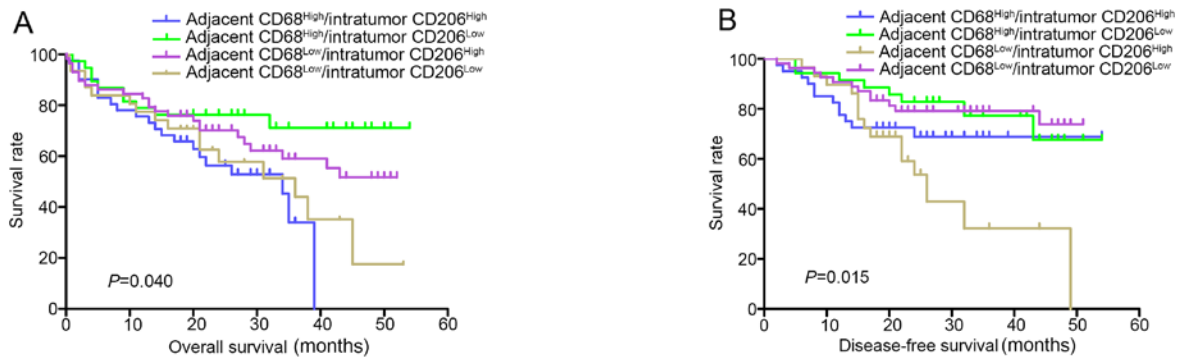 A
Adjacent CD68High/intratumor CD206High
Adjacent CD68High/intratumor CD206Low
Adjacent CD68Low/intratumor CD206High
Adjacent CD68Low/intratumor CD206Low
Survival rate
100
80
60
40
20
0
P=0.040
0 10 20 30 40 50 60
Overall survival (months)
B
Adjacent CD68High/intratumor CD206High
Adjacent CD68High/intratumor CD206Low
Adjacent CD68Low/intratumor CD206High
Adjacent CD68Low/intratumor CD206Low
Survival rate
100
80
60
40
20
0
P=0.015
0 10 20 30 40 50 60
Disease-free survival (months)